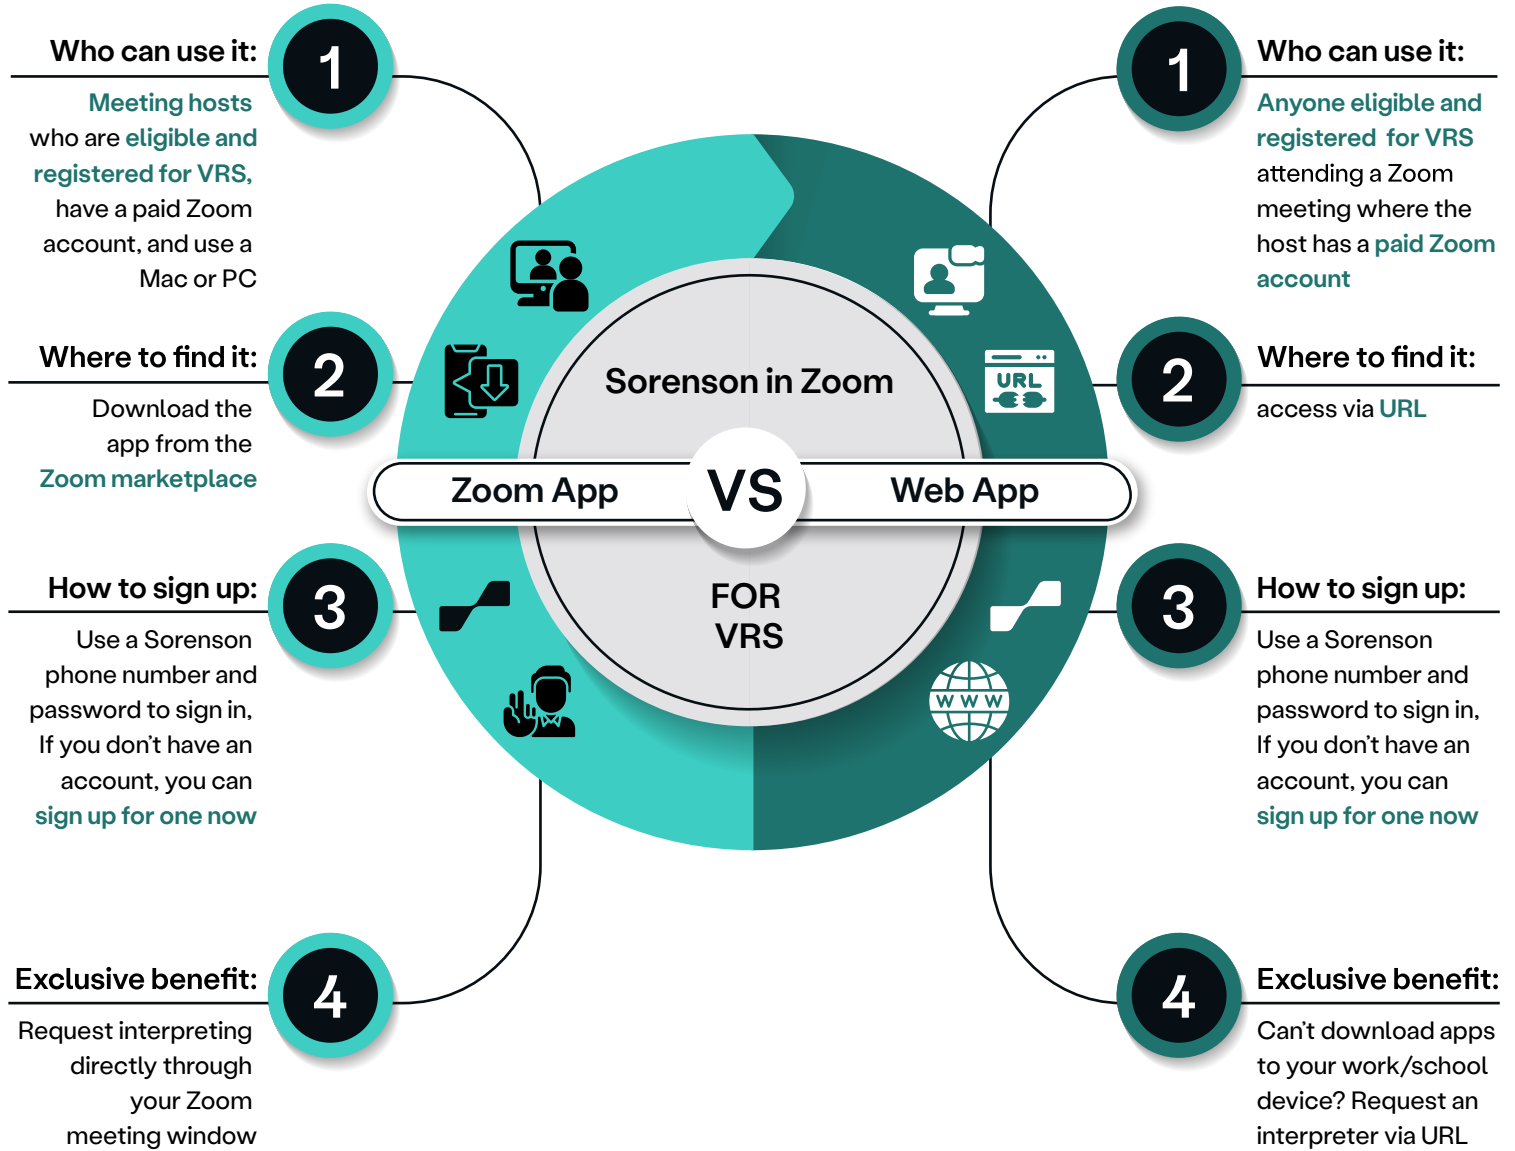 1
Who can use it:
Meeting hosts
who are eligible and
registered for VRS,
have a paid Zoom
account, and use a
Mac or PC
2
Where to find it:
Download the
app from the
Zoom marketplace
3
How to sign up:
Use a Sorenson
phone number and
password to sign in,
If you don't have an
account, you can
sign up for one now
4
Exclusive benefit:
Request interpreting
directly through
your Zoom
meeting window
Sorenson in Zoom
Zoom App
VS
Web App
FOR
VRS
URL
WWW
1
Who can use it:
Anyone eligible and
registered for VRS
attending a Zoom
meeting where the
host has a paid Zoom
account
2
Where to find it:
access via URL
3
How to sign up:
Use a Sorenson
phone number and
password to sign in,
If you don't have an
account, you can
sign up for one now
4
Exclusive benefit:
Can't download apps
to your work/school
device? Request an
interpreter via URL